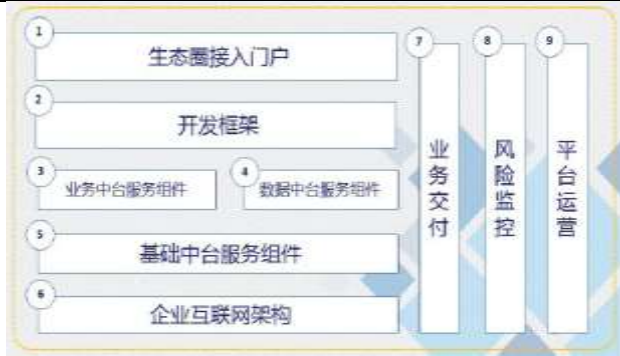 1
生态圈接入门户
2
开发框架
3
业务中台服务组件
4
数据中台服务组件
5
基础中台服务组件
6
企业互联网架构
7
业务交付
8
风险监控
9
平台运营